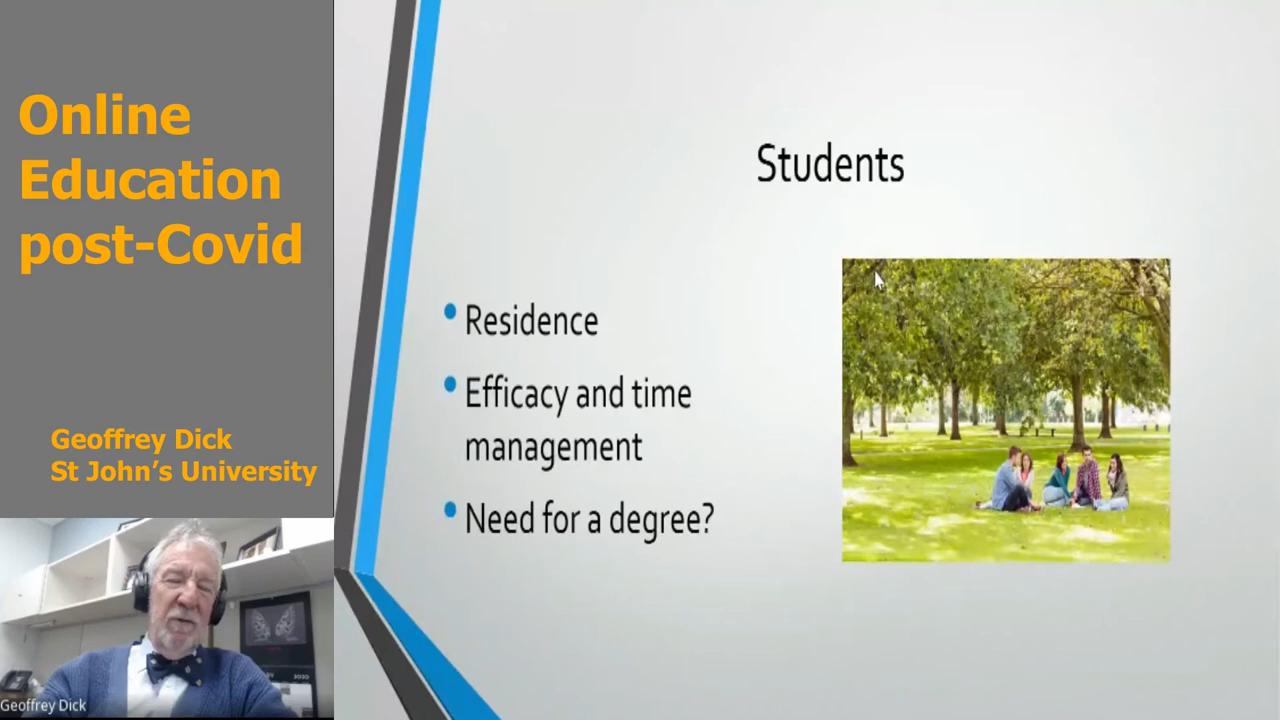 Online
Education
post-Covid
Geoffrey Dick
St John’s University
Geoffrey Dick
Students
Residence
Efficacy and time
management
Need for a degree?